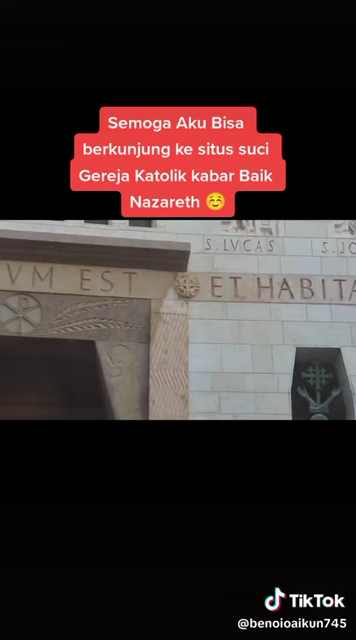 Semoga Aku Bisa
berkunjung ke situs suci
Gereja Katolik kabar Baik
Nazareth ☺️
S. LVCAS
VM EST
ET HABITA
TikTok
@benoioaikun745